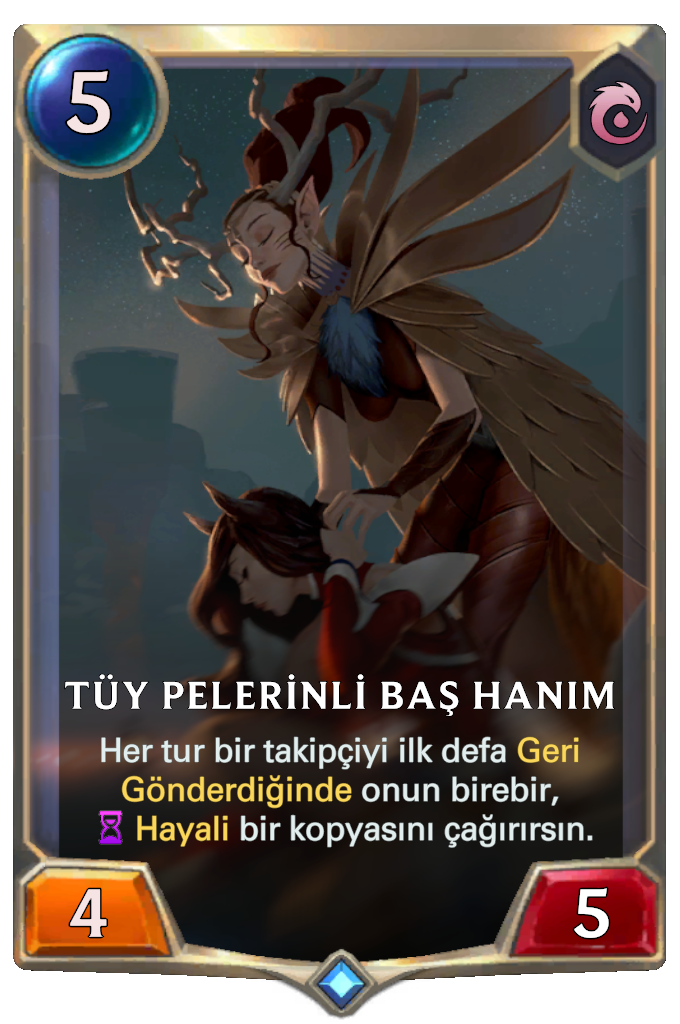 5
TÜY PELERİNLİ BAŞ HANIM
Her tur bir takipçiyi ilk defa Geri
Gönderdiğinde onun birebir,
Hayali bir kopyasını çağırırsın.
4
5